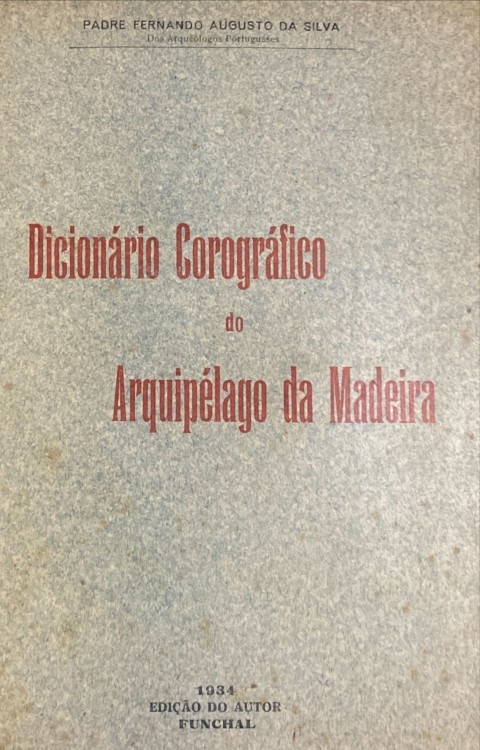 PADRE FERNANDO AUGUSTO DA SILVA
Dos Arqueólogos Portugueses
Dicionário Corográfico
do
Arquipélago da Madeira
1934
EDIÇÃO DO AUTOR
FUNCHAL